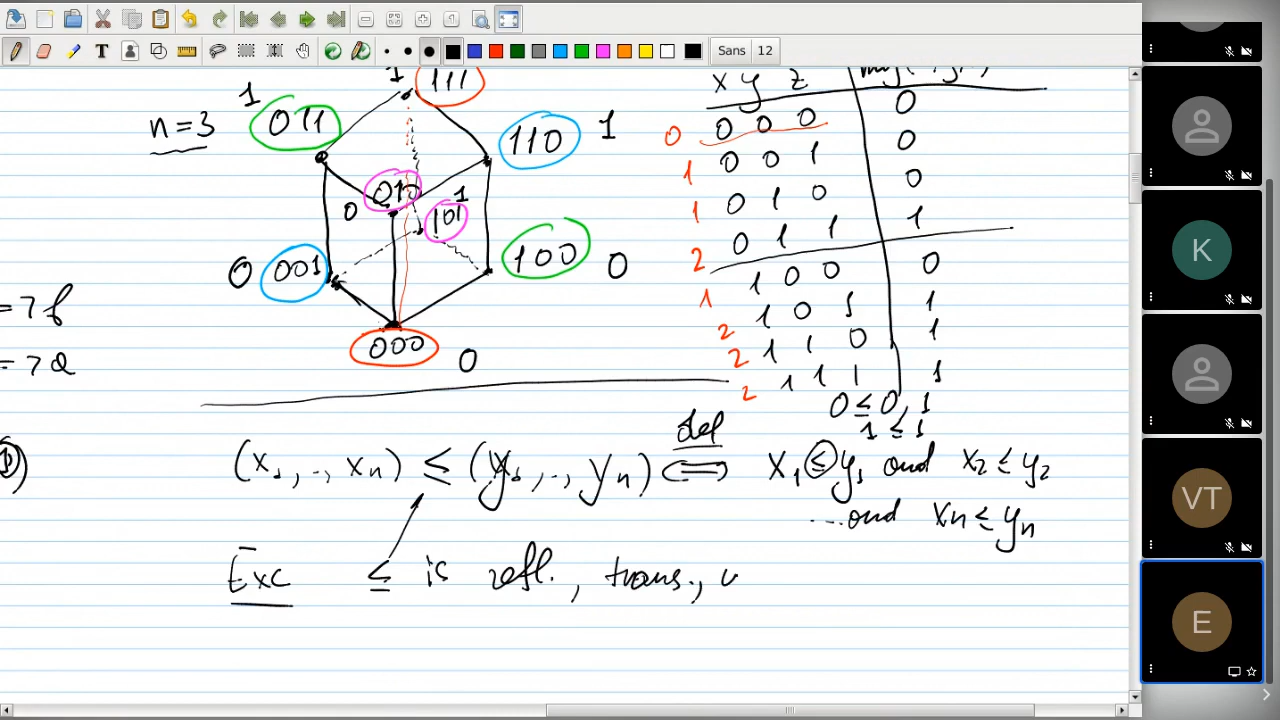 Sans 12
1 111
1 011
n=3
110 1
x y z
0 0 0 0 0
0 0 1 0
1
0 1 0 0
1
0 1 1 1
2
1 0 0 0
1
1 0 1 1
2
1 1 0 1
2
1 1 1 1
2
0 010
1 101
0 001
100 0
000 0
= 7 f
= 7 Q
0 ≤ 0, 1
1 ≤ 1
(x₁, .., xₙ) ≤ (y₁, .., yₙ) ⟺ def x₁ ≤ y₁ and x₂ ≤ y₂
... and xₙ ≤ yₙ
Exc ≤ is refl., trans.,
K
VT
E